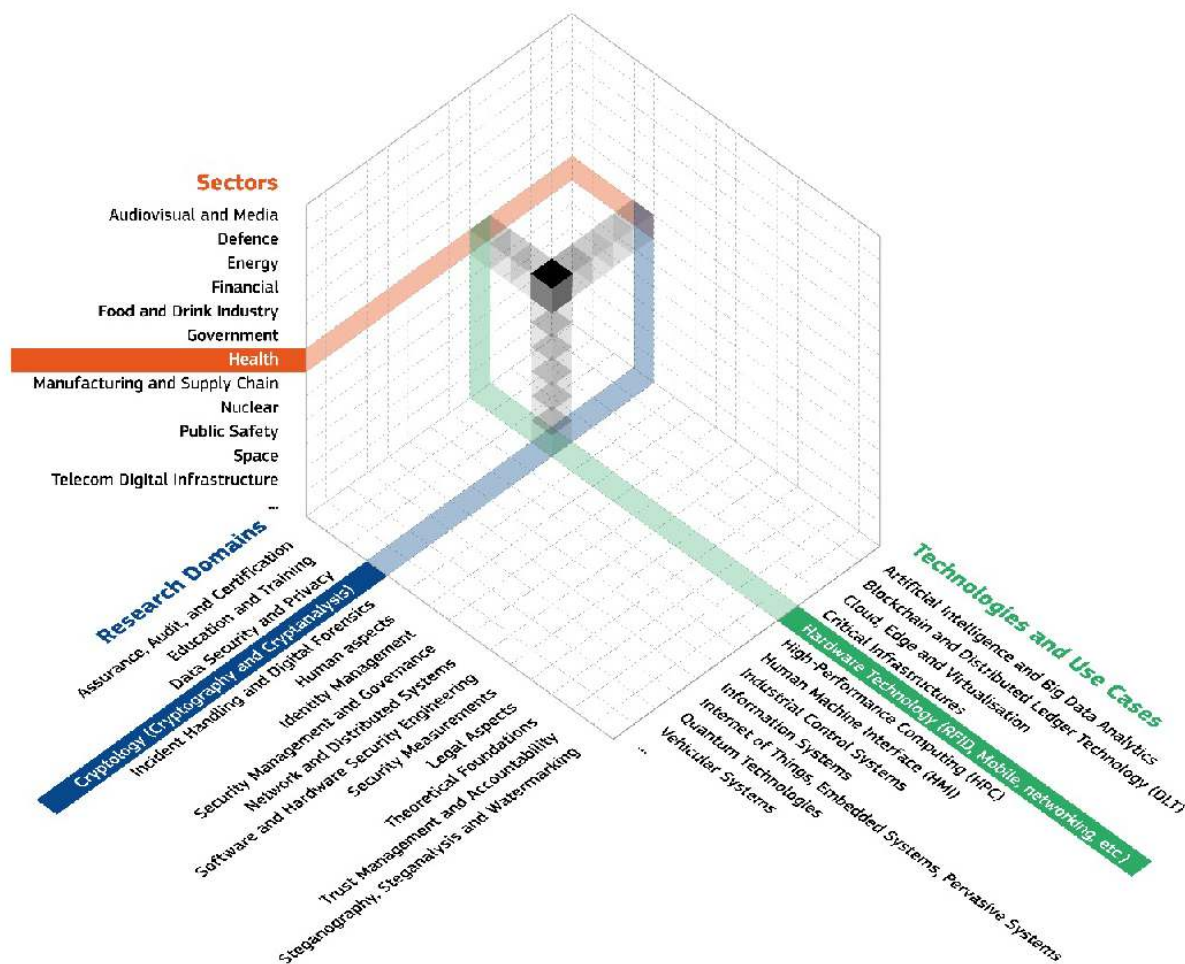 Sectors
Audiovisual and Media
Defence
Energy
Financial
Food and Drink Industry
Government
Health
Manufacturing and Supply Chain
Nuclear
Public Safety
Space
Telecom Digital Infrastructure
...
Research Domains
Assurance, Audit, and Certification
Education and Training
Data Security and Privacy
Cryptology (Cryptography and Cryptanalysis)
Incident Handling and Digital Forensics
Human aspects
Identity Management
Security Management and Governance
Network and Distributed Systems
Software and Hardware Security Engineering
Security Measurements
Legal Aspects
Theoretical Foundations
Trust Management and Accountability
Steganography, Steganalysis and Watermarking
Technologies and Use Cases
Artificial Intelligence and Big Data Analytics
Blockchain and Distributed Ledger Technology (DLT)
Cloud, Edge and Virtualisation
Critical Infrastructures
Hardware Technology (RFID, Mobile, networking, etc)
High-Performance Computing (HPC)
Human Machine Interface (HMI)
Industrial Control Systems
Information Systems
Internet of Things, Embedded Systems, Pervasive Systems
Quantum Technologies
Vehicular Systems
...